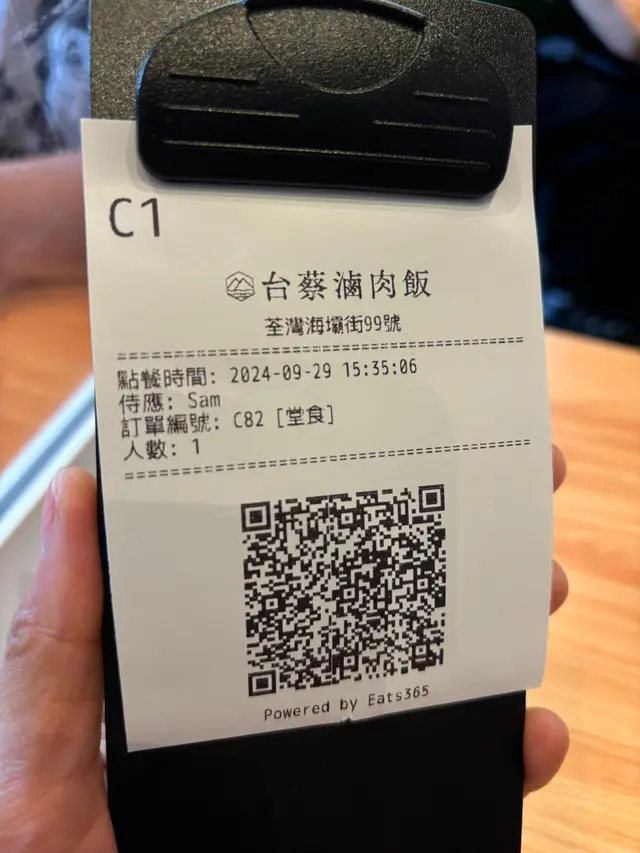 C1
台蔡滷肉飯
荃灣海壩街99號
點餐時間: 2024-09-29 15:35:06
侍應: Sam
訂單編號: C82 [堂食]
人數: 1
Powered by Eats365